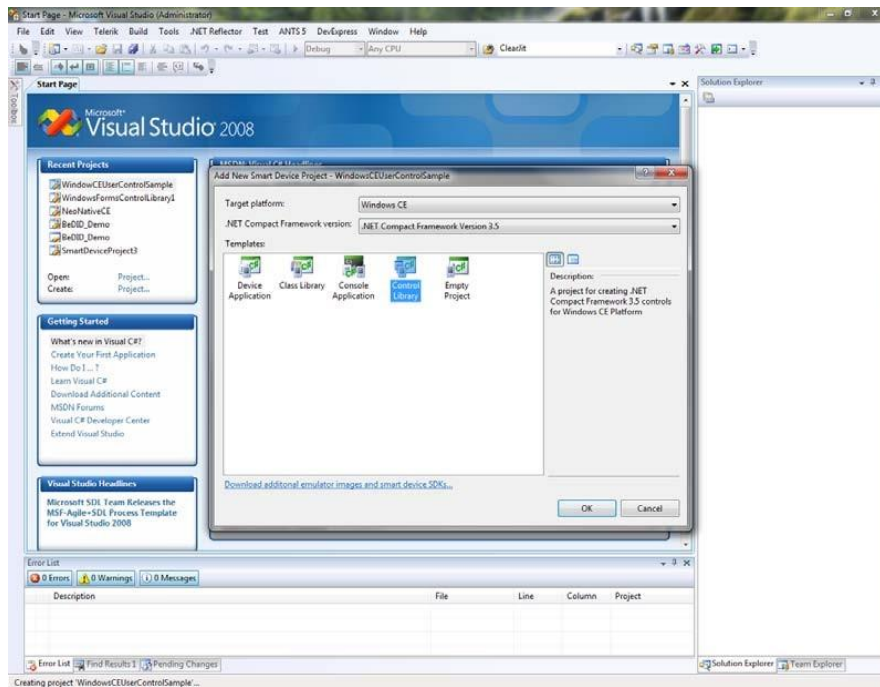 Start Page - Microsoft Visual Studio (Administrator)
File Edit View Telerik Build Tools .NET Reflector Test ANTS 5 DevExpress Window Help
Debug Any CPU ClearJit
Toolbox
Start Page
Microsoft
Visual Studio 2008
Recent Projects
WindowCEUserControlSample
WindowsFormsControlLibrary1
NeoNativeCE
BeDID_Demo
BeDID_Demo
SmartDeviceProject3
Open: Project...
Create: Project...
Getting Started
What's new in Visual C#?
Create Your First Application
How Do I ... ?
Learn Visual C#
Download Additional Content
MSDN Forums
Visual C# Developer Center
Extend Visual Studio
Visual Studio Headlines
Microsoft SDL Team Releases the
MSF-Agile+SDL Process Template
for Visual Studio 2008
MSDN: Visual C# Headlines
Add New Smart Device Project - WindowsCEUserControlSample
Target platform: Windows CE
.NET Compact Framework version: .NET Compact Framework Version 3.5
Templates:
Device Application
Class Library
Console Application
Control Library
Empty Project
Description:
A project for creating .NET
Compact Framework 3.5 controls
for Windows CE Platform
Download additonal emulator images and smart device SDKs...
OK Cancel
Solution Explorer
Error List
0 Errors 0 Warnings 0 Messages
Description File Line Column Project
Error List Find Results 1 Pending Changes
Solution Explorer Team Explorer
Creating project 'WindowsCEUserControlSample'...